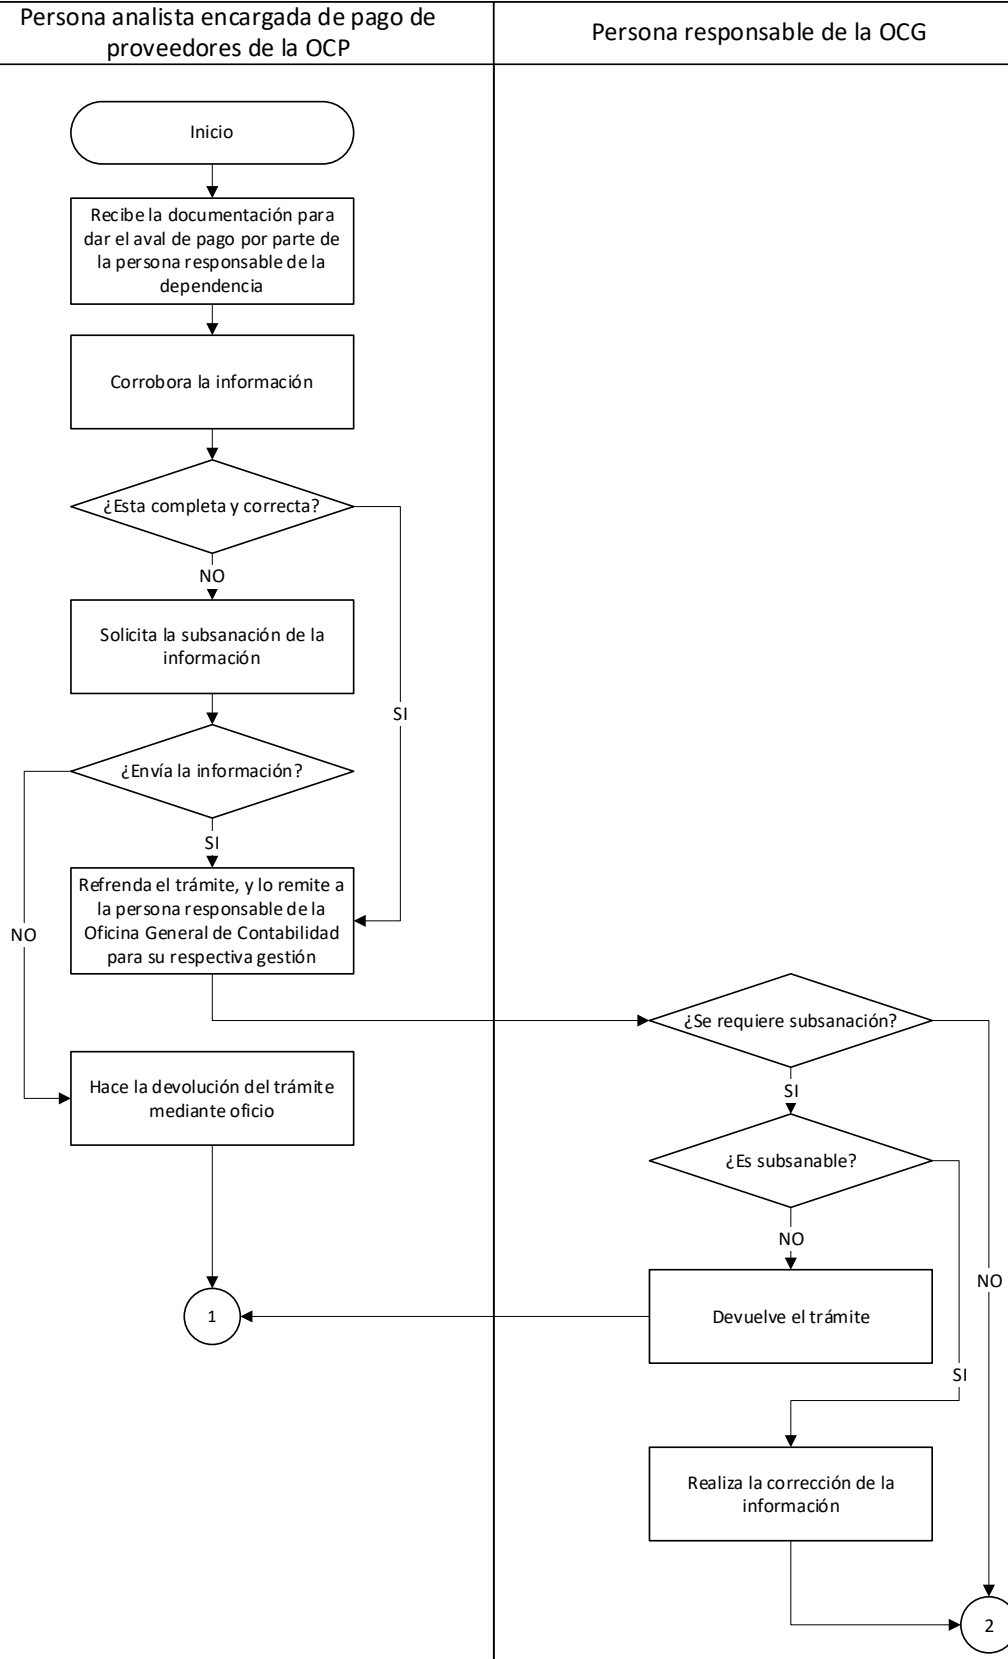 Persona analista encargada de pago de
proveedores de la OCP
Persona responsable de la OCG
Inicio
Recibe la documentación para
dar el aval de pago por parte de
la persona responsable de la
dependencia
Corrobora la información
¿Esta completa y correcta?
NO
Solicita la subsanación de la
información
SI
¿Envía la información?
SI
Refrenda el trámite, y lo remite a
la persona responsable de la
Oficina General de Contabilidad
para su respectiva gestión
NO
¿Se requiere subsanación?
Hace la devolución del trámite
mediante oficio
SI
¿Es subsanable?
NO
NO
1
Devuelve el trámite
SI
Realiza la corrección de la
información
2